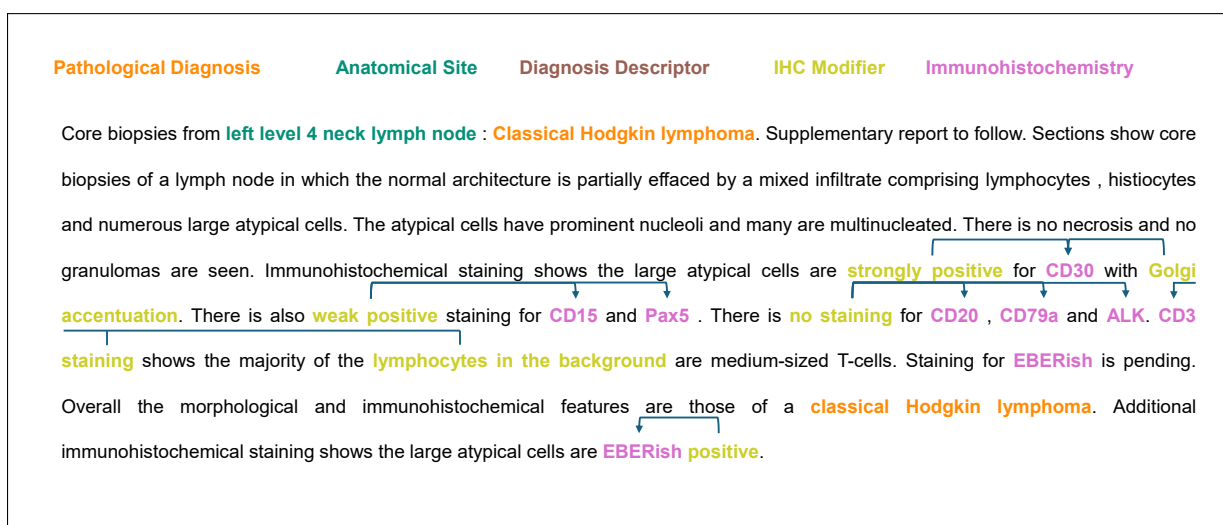 Pathological Diagnosis Anatomical Site Diagnosis Descriptor IHC Modifier Immunohistochemistry
Core biopsies from left level 4 neck lymph node : Classical Hodgkin lymphoma. Supplementary report to follow. Sections show core
biopsies of a lymph node in which the normal architecture is partially effaced by a mixed infiltrate comprising lymphocytes , histiocytes
and numerous large atypical cells. The atypical cells have prominent nucleoli and many are multinucleated. There is no necrosis and no
granulomas are seen. Immunohistochemical staining shows the large atypical cells are strongly positive for CD30 with Golgi
accentuation. There is also weak positive staining for CD15 and Pax5 . There is no staining for CD20 , CD79a and ALK. CD3
staining shows the majority of the lymphocytes in the background are medium-sized T-cells. Staining for EBERish is pending.
Overall the morphological and immunohistochemical features are those of a classical Hodgkin lymphoma. Additional
immunohistochemical staining shows the large atypical cells are EBERish positive.